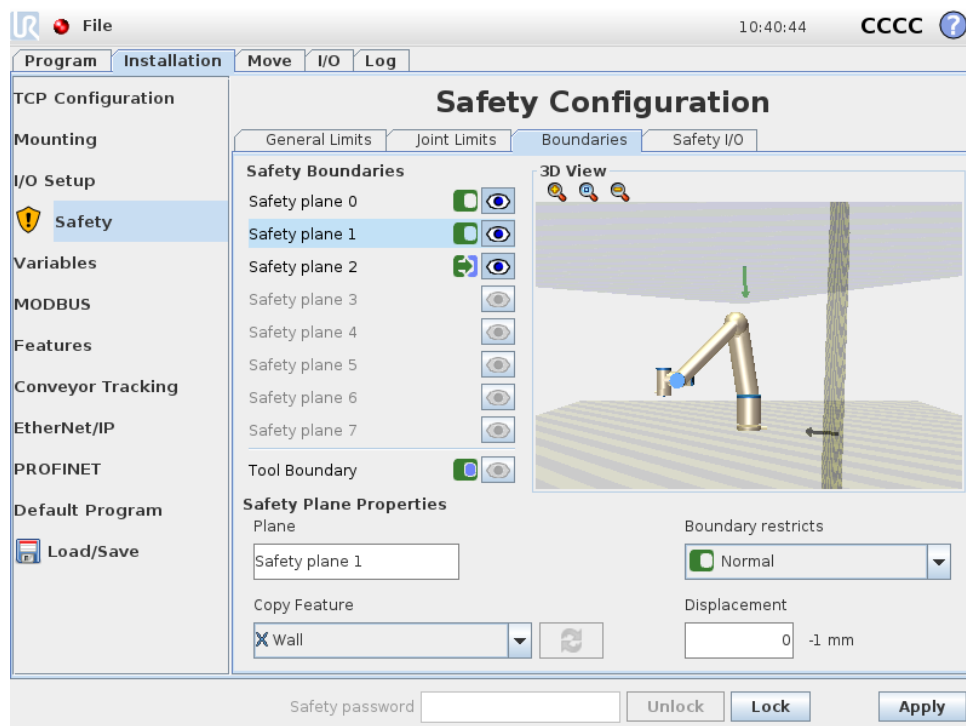 UR File 10:40:44 CCCC ?
Program Installation Move I/O Log
TCP Configuration
Mounting
I/O Setup
Safety
Variables
MODBUS
Features
Conveyor Tracking
EtherNet/IP
PROFINET
Default Program
Load/Save
Safety Configuration
General Limits Joint Limits Boundaries Safety I/O
Safety Boundaries
Safety plane 0
Safety plane 1
Safety plane 2
Safety plane 3
Safety plane 4
Safety plane 5
Safety plane 6
Safety plane 7
Tool Boundary
3D View
Safety Plane Properties
Plane
Safety plane 1
Boundary restricts
Normal
Copy Feature
Wall
Displacement
0 -1 mm
Safety password Unlock Lock Apply